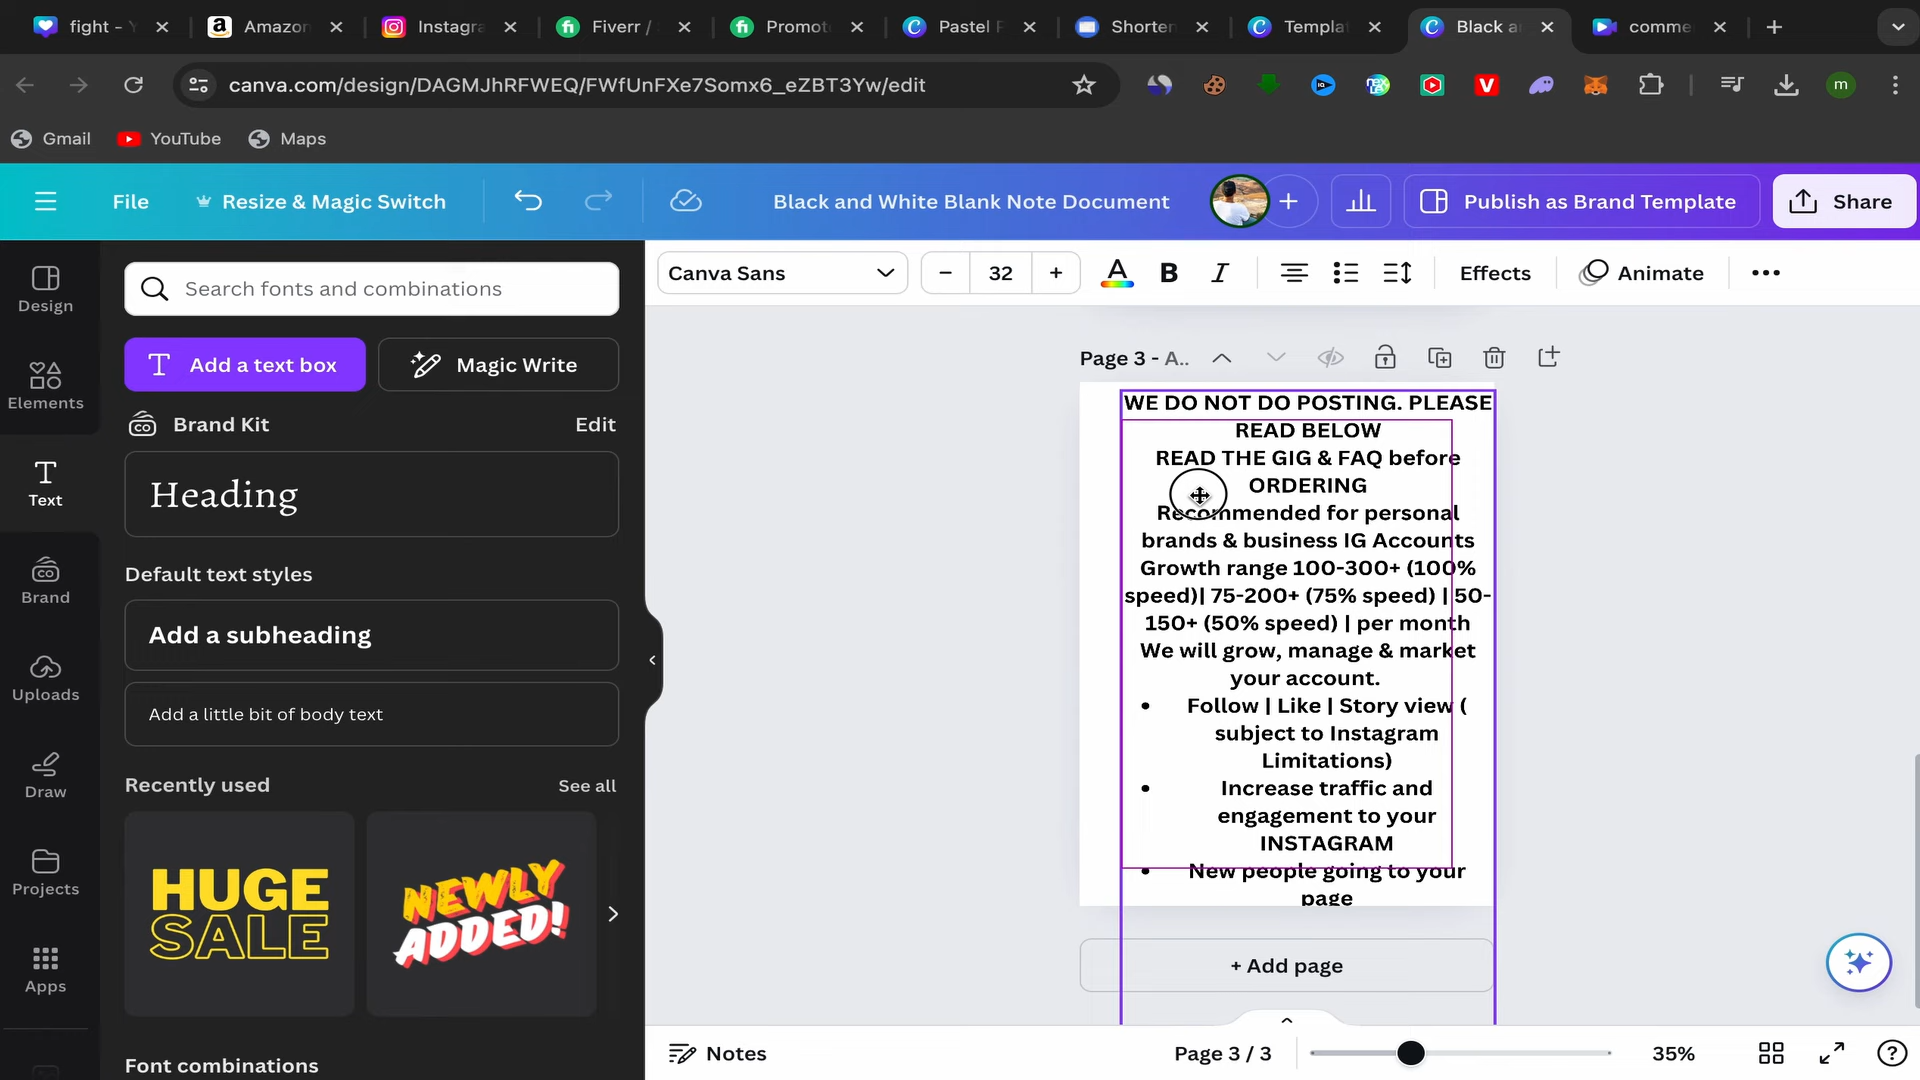 fight - Y
Amazon
Instagra
Fiverr /
Promot
Pastel P
Shorten
Templa
Black a
comme
canva.com/design/DAGMJhRFWEQ/FWfUnFXe7Somx6_eZBT3Yw/edit
Gmail
YouTube
Maps
File
Resize & Magic Switch
Black and White Blank Note Document
Publish as Brand Template
Share
Design
Elements
Text
Brand
Uploads
Draw
Projects
Apps
Search fonts and combinations
Add a text box
Magic Write
Brand Kit
Edit
Heading
Default text styles
Add a subheading
Add a little bit of body text
Recently used
See all
HUGE
SALE
NEWLY
ADDED!
Font combinations
Canva Sans
32
Effects
Animate
Page 3 - A..
WE DO NOT DO POSTING. PLEASE
READ BELOW
READ THE GIG & FAQ before
ORDERING
Recommended for personal
brands & business IG Accounts
Growth range 100-300+ (100%
speed)| 75-200+ (75% speed) | 50-
150+ (50% speed) | per month
We will grow, manage & market
your account.
• Follow | Like | Story view (
subject to Instagram
Limitations)
• Increase traffic and
engagement to your
INSTAGRAM
• New people going to your
page
+ Add page
Notes
Page 3 / 3
35%